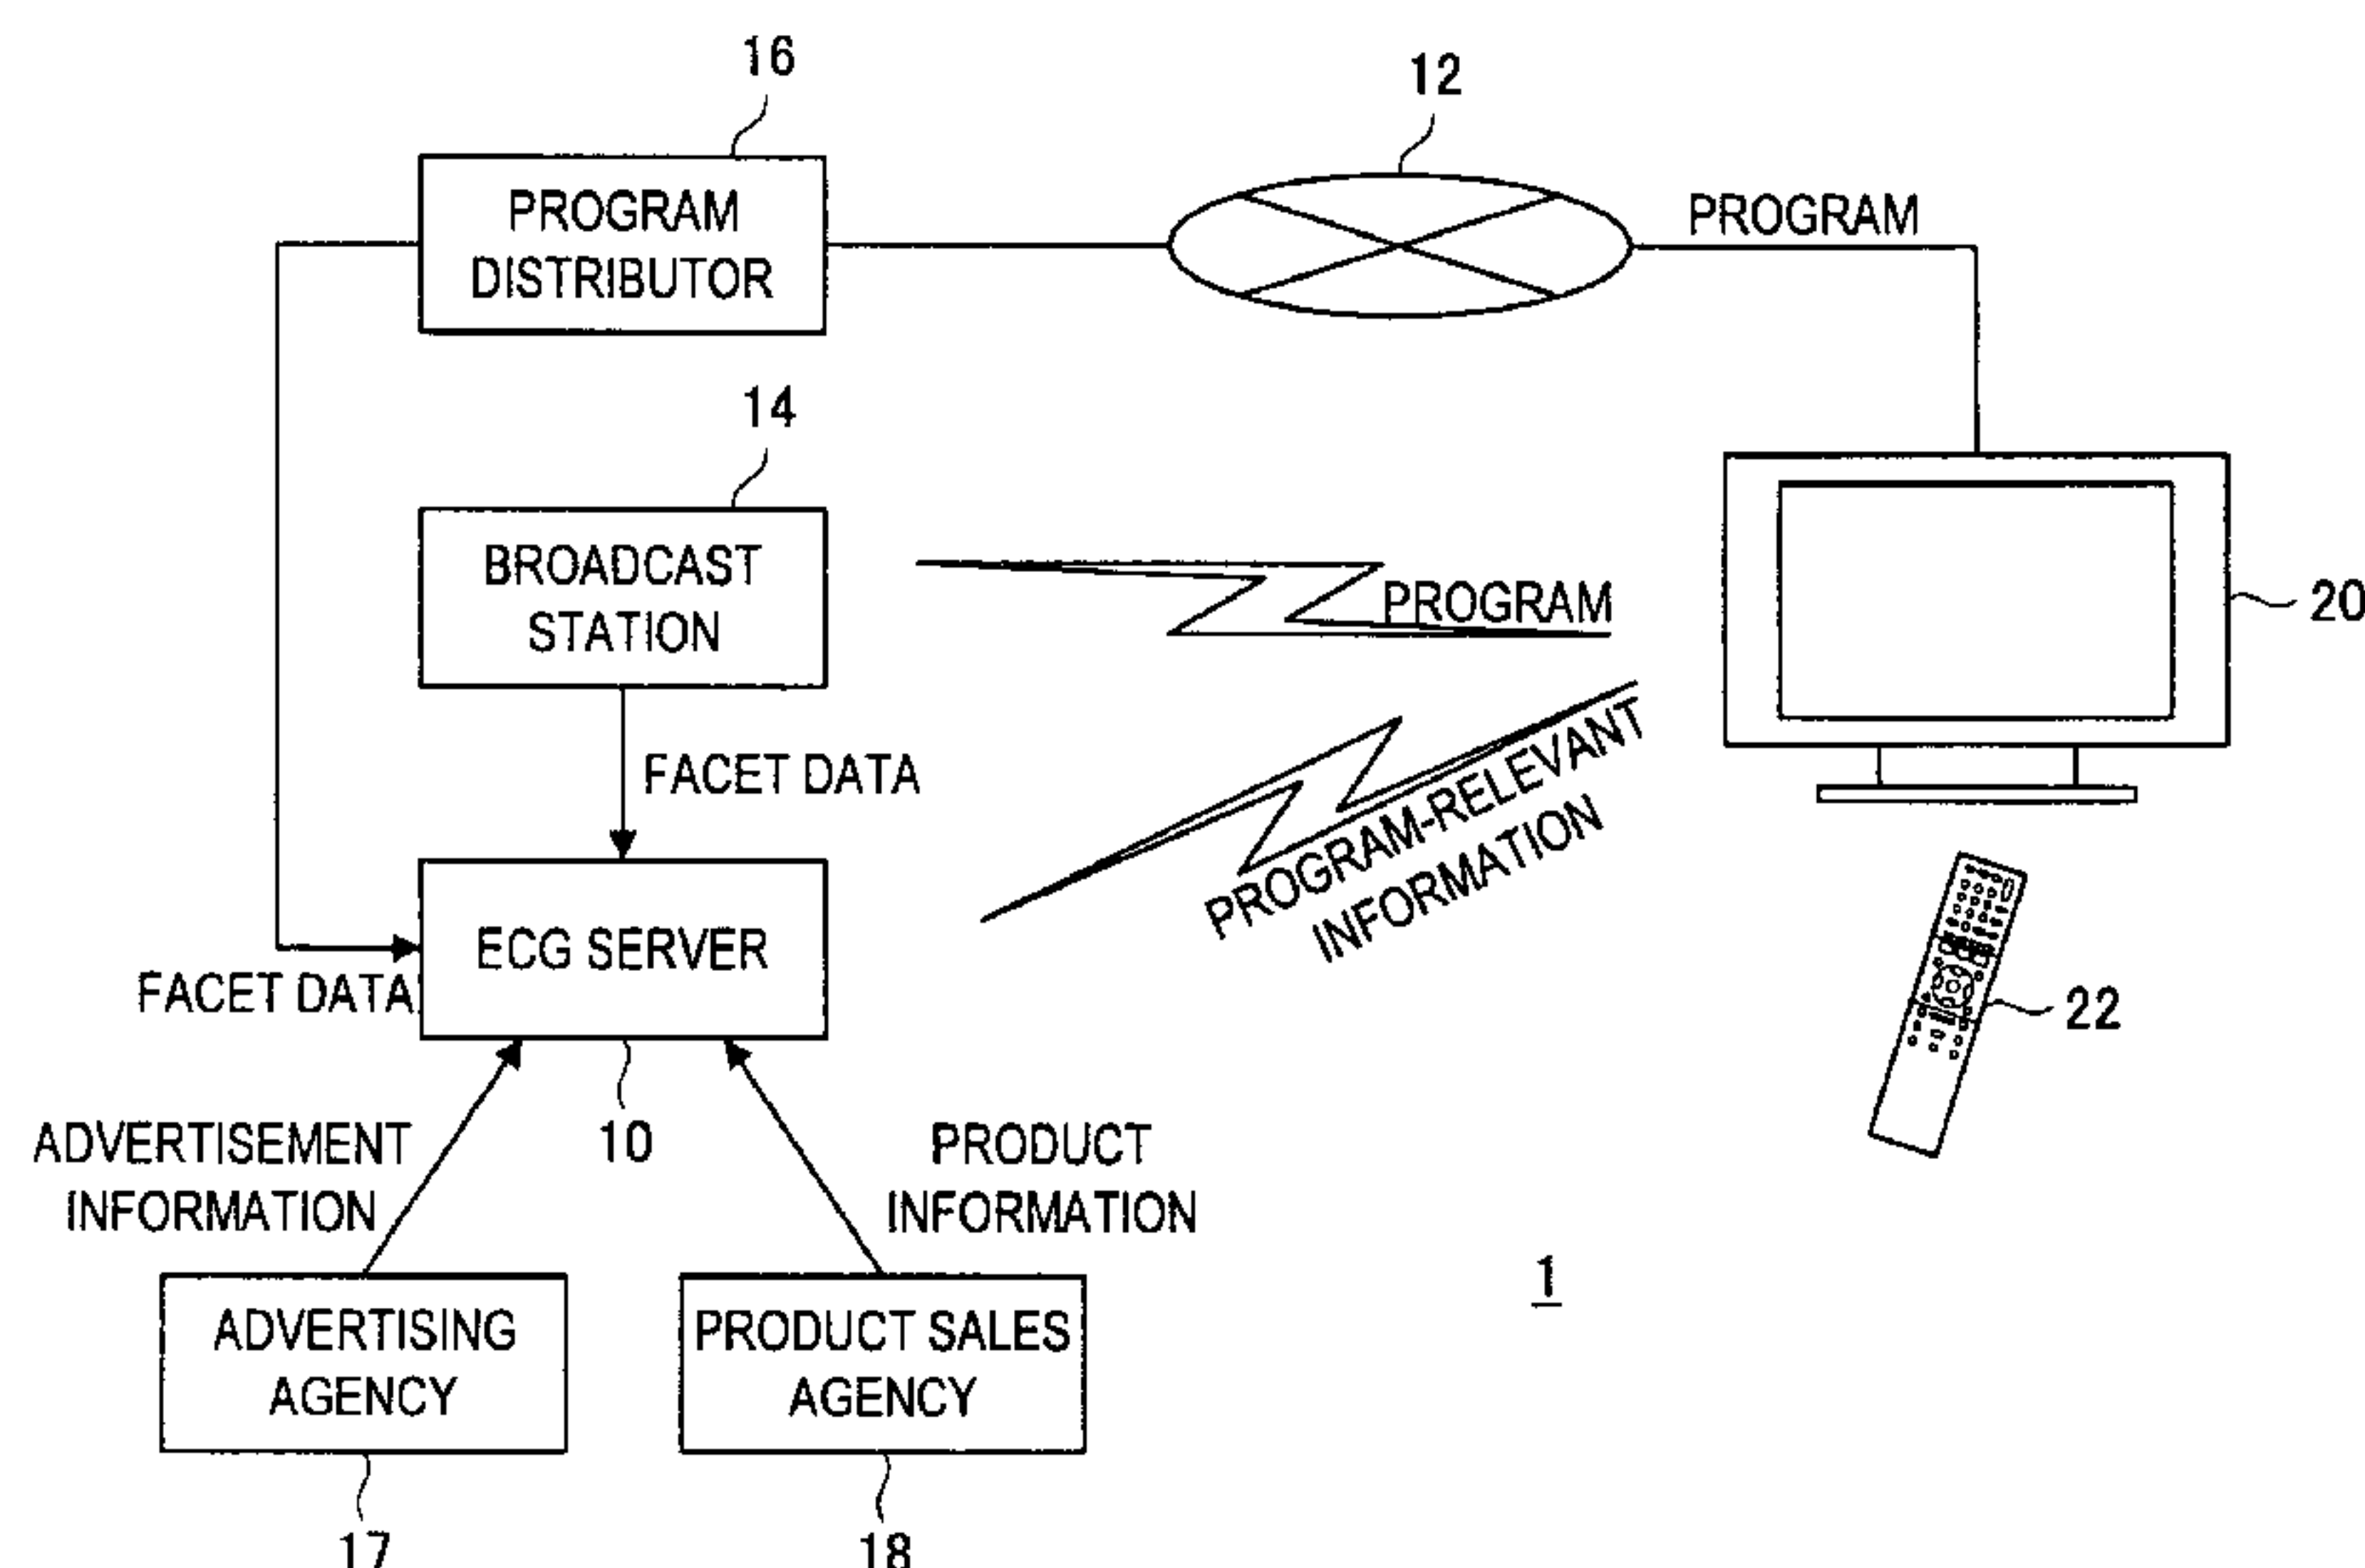 16
12
PROGRAM
DISTRIBUTOR
PROGRAM
14
BROADCAST
STATION
PROGRAM
20
FACET DATA
PROGRAM-RELEVANT
INFORMATION
ECG SERVER
FACET DATA
22
10
ADVERTISEMENT
INFORMATION
PRODUCT
INFORMATION
1
ADVERTISING
AGENCY
PRODUCT SALES
AGENCY
17
18